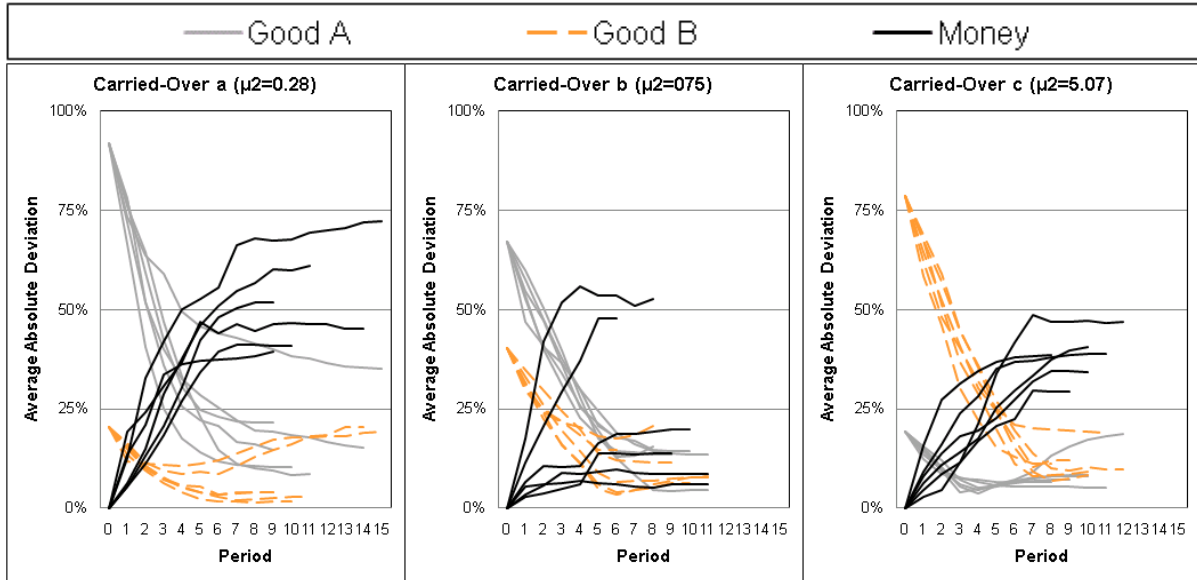 Good A Good B Money
Carried-Over a (µ2=0.28)
100%
75%
50%
25%
0%
Average Absolute Deviation
0 1 2 3 4 5 6 7 8 9 10 11 12 13 14 15
Period
Carried-Over b (µ2=075)
100%
75%
50%
25%
0%
Average Absolute Deviation
0 1 2 3 4 5 6 7 8 9 10 11 12 13 14 15
Period
Carried-Over c (µ2=5.07)
100%
75%
50%
25%
0%
Average Absolute Deviation
0 1 2 3 4 5 6 7 8 9 10 11 12 13 14 15
Period